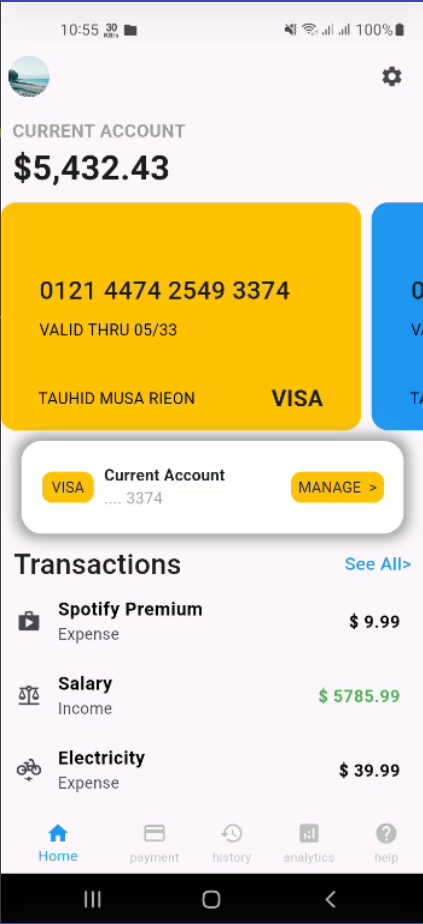 10:55 30 KB/s 100%
CURRENT ACCOUNT
$5,432.43
0121 4474 2549 3374
VALID THRU 05/33
TAUHID MUSA RIEON VISA
0
VA
TA
VISA Current Account MANAGE >
.... 3374
Transactions See All>
Spotify Premium $ 9.99
Expense
Salary $ 5785.99
Income
Electricity $ 39.99
Expense
Home payment history analytics help